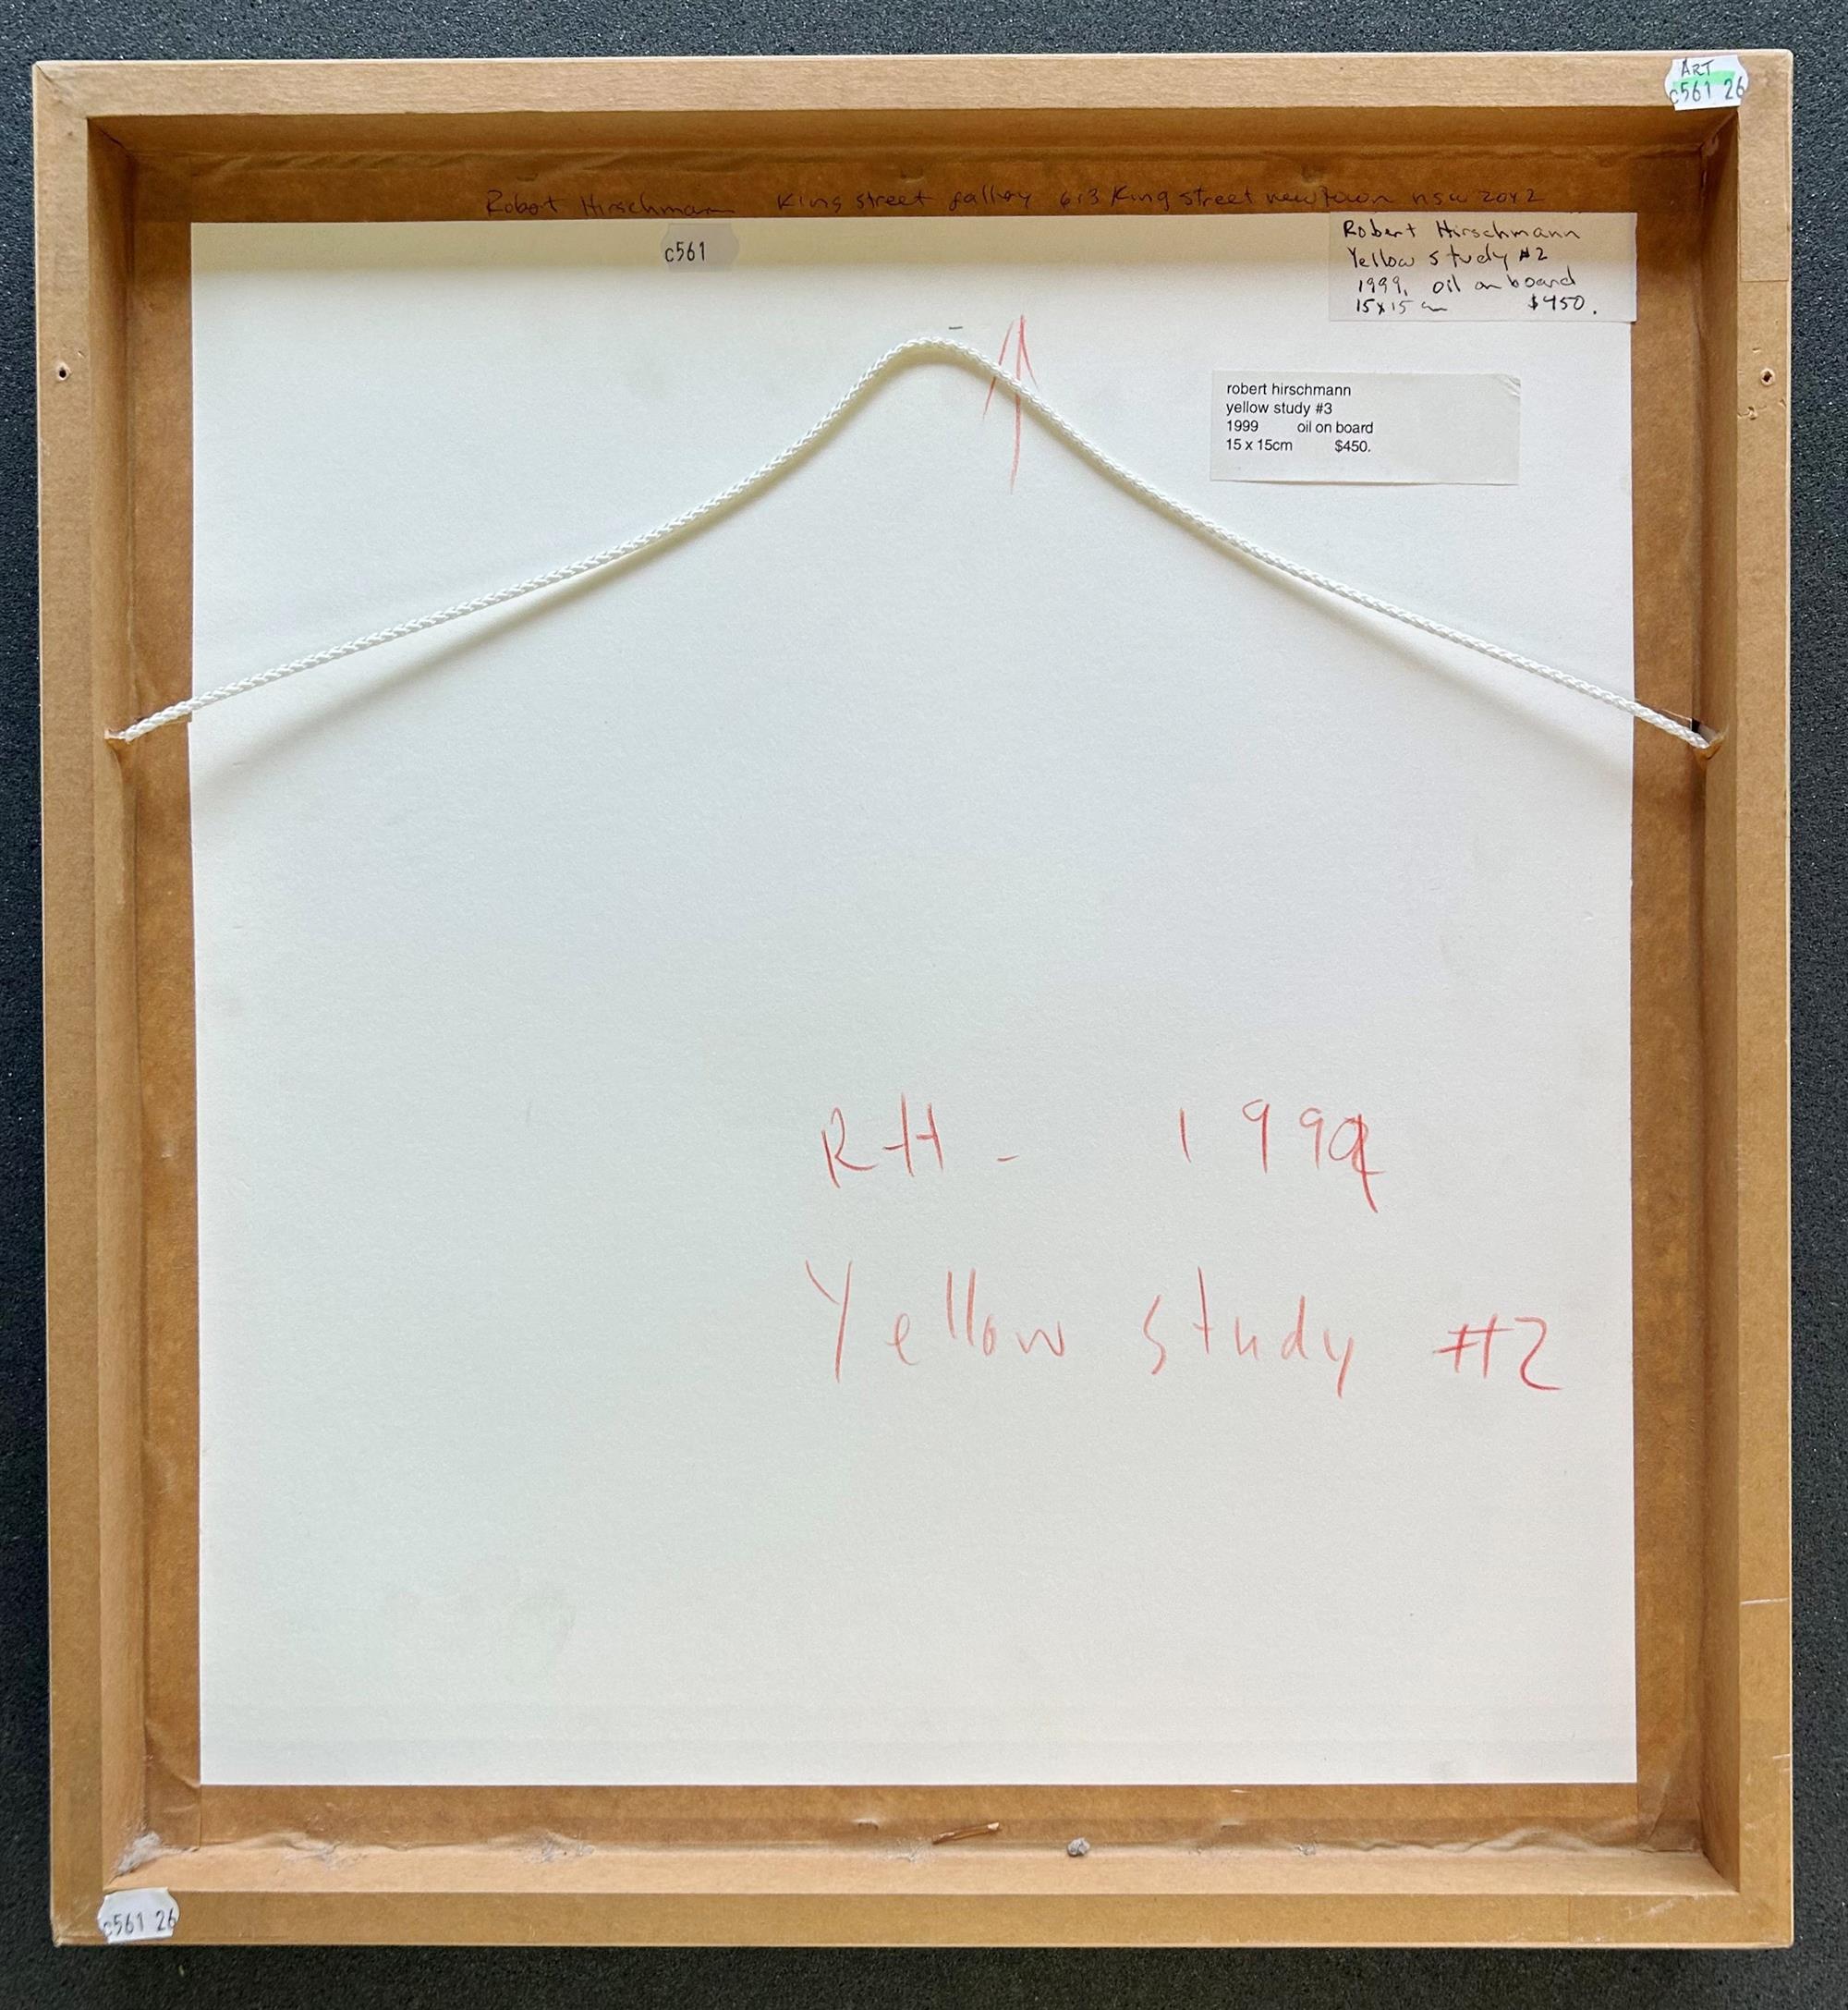 ART
c561 26
Robert Hirschmann King street gallery 613 King street newtown nsw 2042
c561
Robert Hirschmann
Yellow study #2
1999, oil on board
15x15 cm $450.
robert hirschmann
yellow study #3
1999 oil on board
15 x 15cm $450.
RH - 1999
Yellow study #2
c561 26